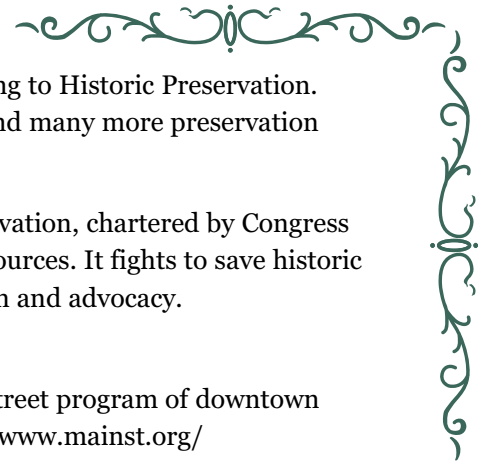 ng to Historic Preservation.
nd many more preservation
vation, chartered by Congress
ources. It fights to save historic
n and advocacy.
treet program of downtown
www.mainst.org/